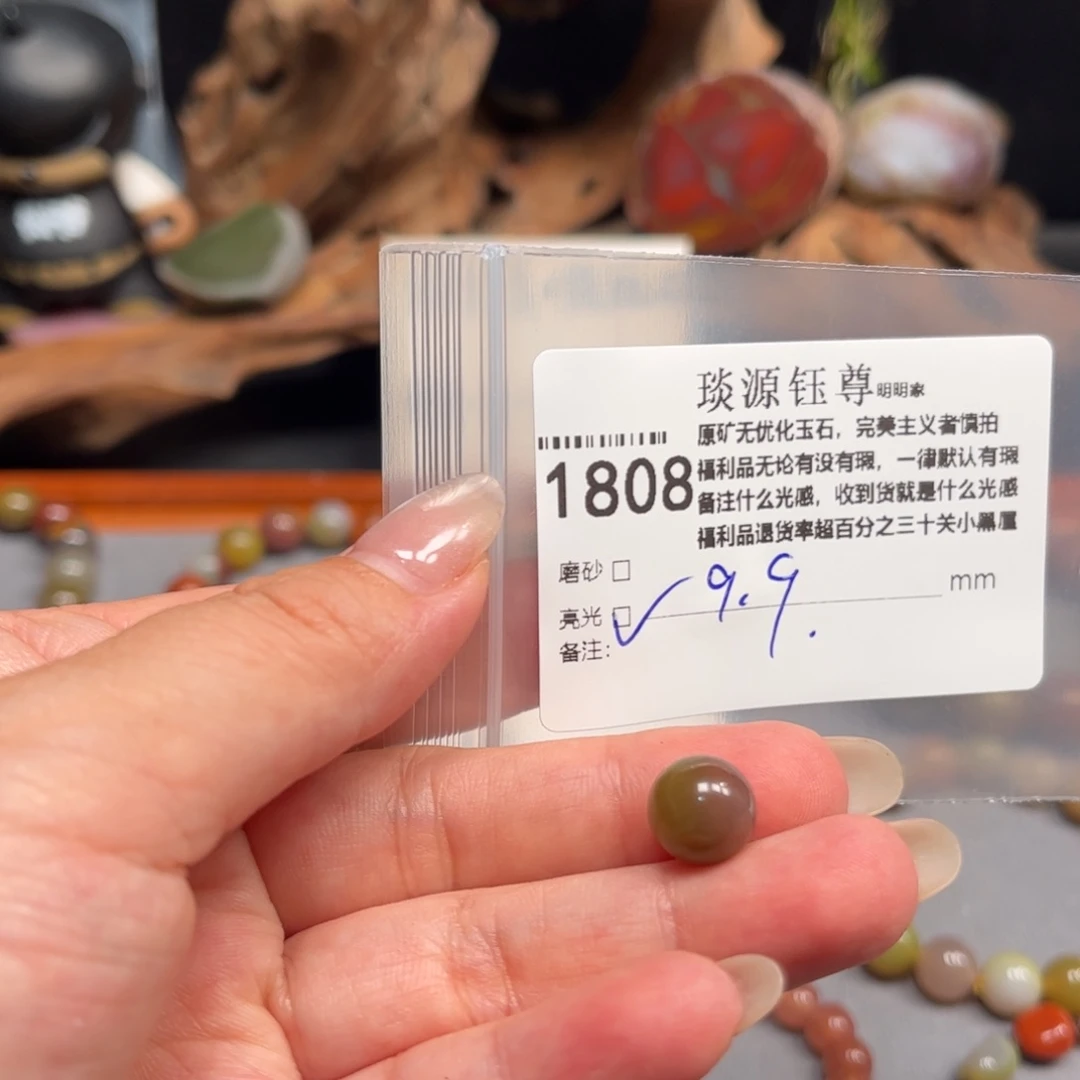 琰源钰尊明明家
原矿无优化玉石，完美主义者慎拍
1808
福利品无论有没有瑕，一律默认有瑕
备注什么光感，收到货就是什么光感
福利品退货率超百分之三十关小黑屋
磨砂 □
亮光 □ ✓ 9.9. mm
备注: